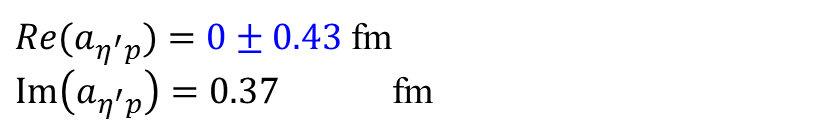 Re(a_{η′p}) = 0 ± 0.43 fm
Im(a_{η′p}) = 0.37 fm